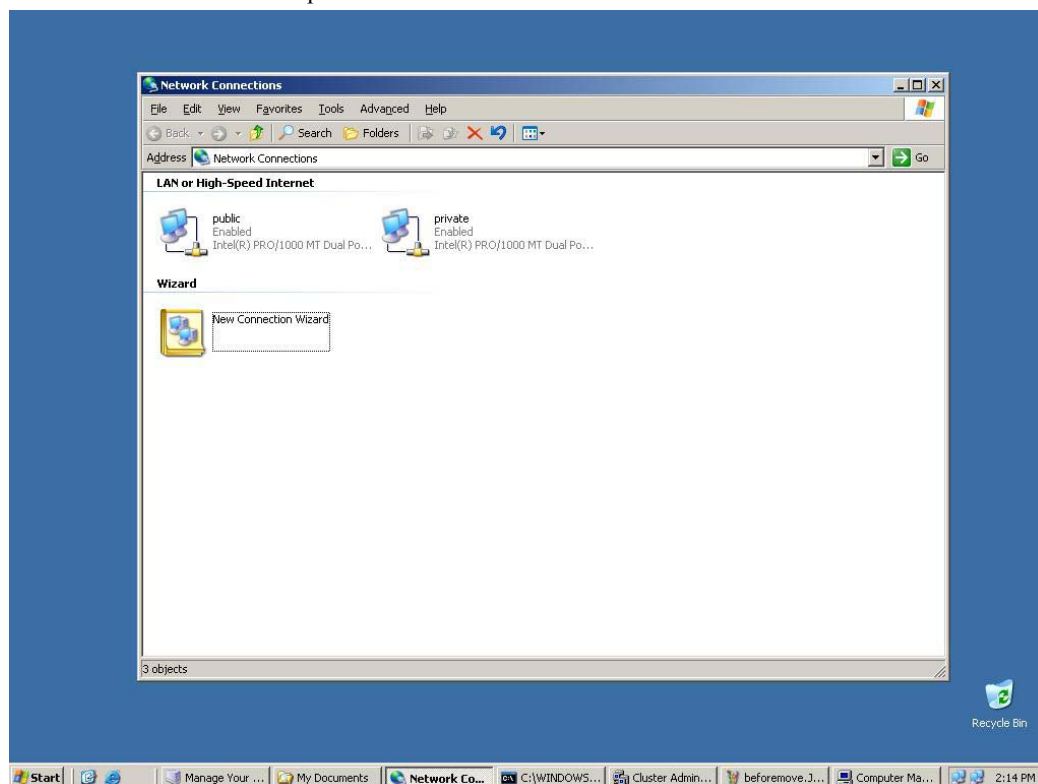 Network Connections
File Edit View Favorites Tools Advanced Help
Back Search Folders
Address Network Connections Go
LAN or High-Speed Internet
public private
Enabled Enabled
Intel(R) PRO/1000 MT Dual Po... Intel(R) PRO/1000 MT Dual Po...
Wizard
New Connection Wizard
3 objects
Recycle Bin
Start Manage Your ... My Documents Network Co... C:\WINDOWS... Cluster Admin... beforemove.J... Computer Ma... 2:14 PM